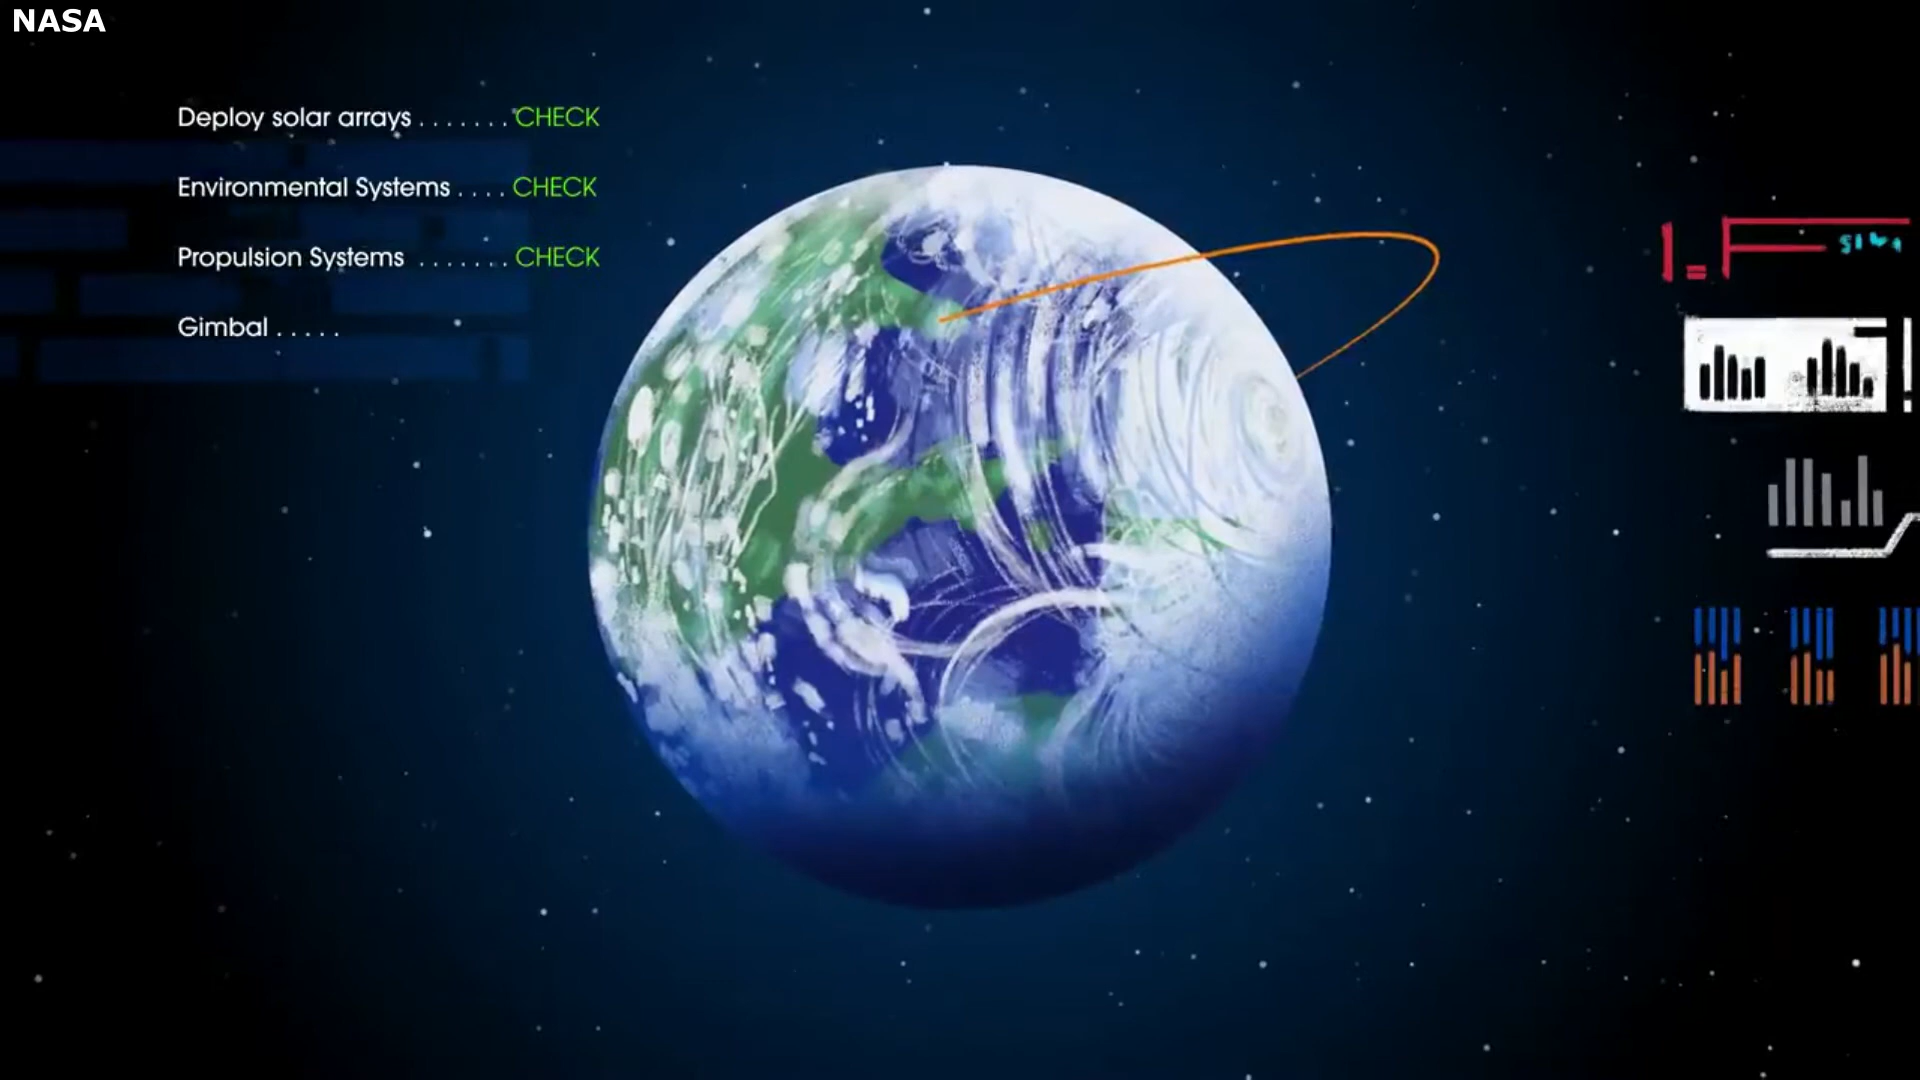 NASA
Deploy solar arrays . . . . . . . CHECK
Environmental Systems . . . . CHECK
Propulsion Systems . . . . . . . CHECK
Gimbal . . . . .